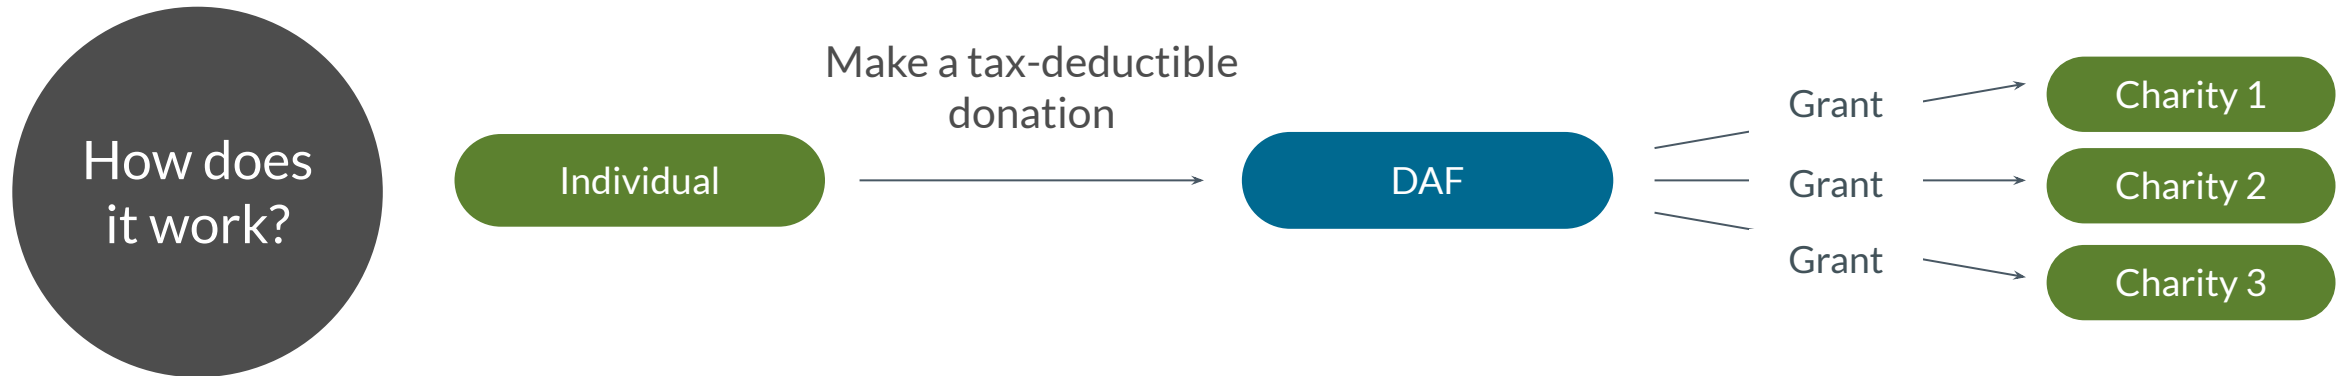 How does
it work?
Individual
Make a tax-deductible
donation
DAF
Grant
Grant
Grant
Charity 1
Charity 2
Charity 3